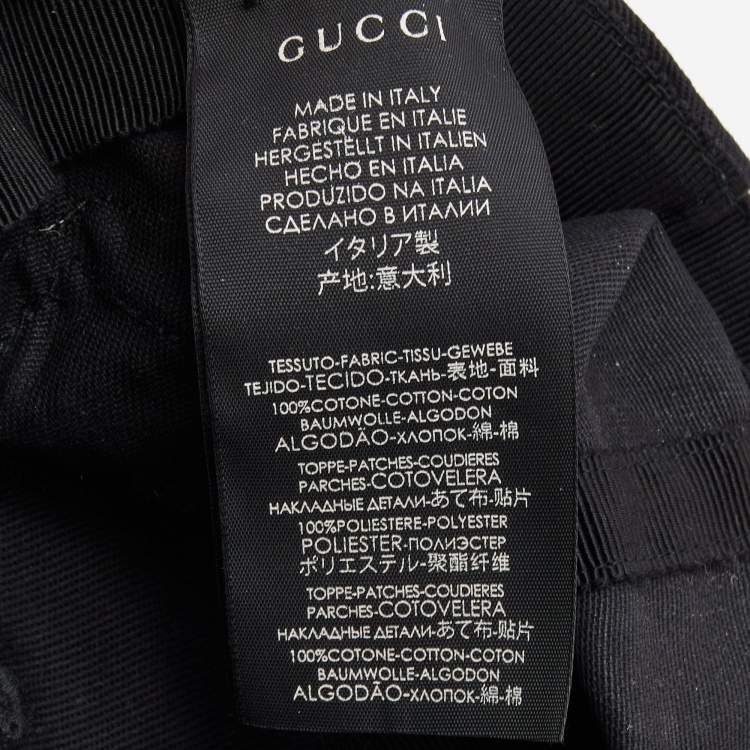 GUCCI
MADE IN ITALY
FABRIQUE EN ITALIE
HERGESTELLT IN ITALIEN
HECHO EN ITALIA
PRODUZIDO NA ITALIA
СДЕЛАНО В ИТАЛИИ
イタリア製
产地:意大利
TESSUTO-FABRIC-TISSU-GEWEBE
TEJIDO-TECIDO-ТКАНЬ-表地-面料
100%COTONE-COTTON-COTON
BAUMWOLLE-ALGODON
ALGODÃO-ХЛОПОК-綿-棉
TOPPE-PATCHES-COUDIERES
PARCHES-COTOVELERA
НАКЛАДНЫЕ ДЕТАЛИ-あて布-贴片
100%POLIESTERE-POLYESTER
POLIESTER-ПОЛИЭСТЕР
ポリエステル-聚酯纤维
TOPPE-PATCHES-COUDIERES
PARCHES-COTOVELERA
НАКЛАДНЫЕ ДЕТАЛИ-あて布-贴片
100%COTONE-COTTON-COTON
BAUMWOLLE-ALGODON
ALGODÃO-ХЛОПОК-綿-棉